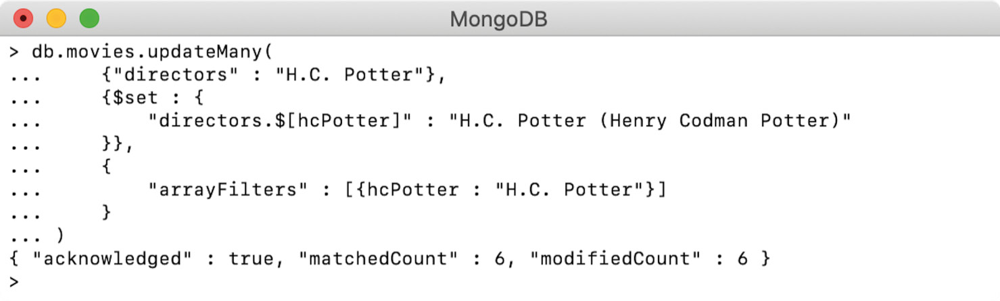 MongoDB
> db.movies.updateMany(
...     {"directors" : "H.C. Potter"},
...     {$set : {
...         "directors.$[hcPotter]" : "H.C. Potter (Henry Codman Potter)"
...     }},
...     {
...         "arrayFilters" : [{hcPotter : "H.C. Potter"}]
...     }
... )
{ "acknowledged" : true, "matchedCount" : 6, "modifiedCount" : 6 }
>